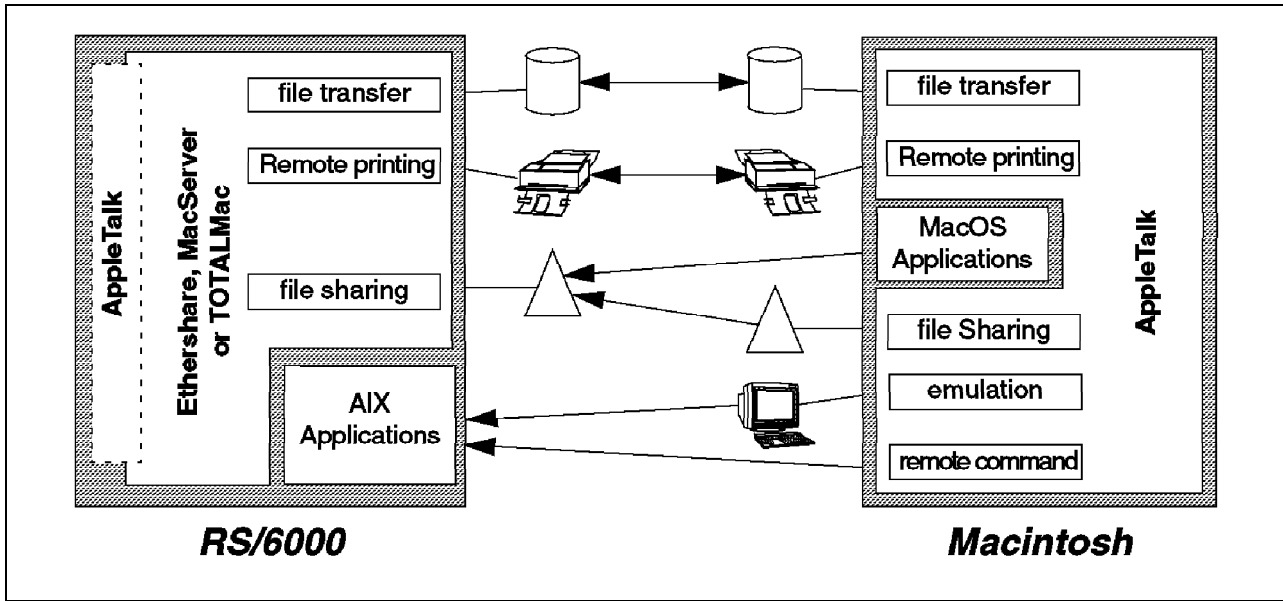 AppleTalk
Ethershare, MacServer
or TOTALMac
file transfer
Remote printing
file sharing
AIX
Applications
RS/6000
file transfer
Remote printing
MacOS
Applications
file Sharing
emulation
remote command
AppleTalk
Macintosh